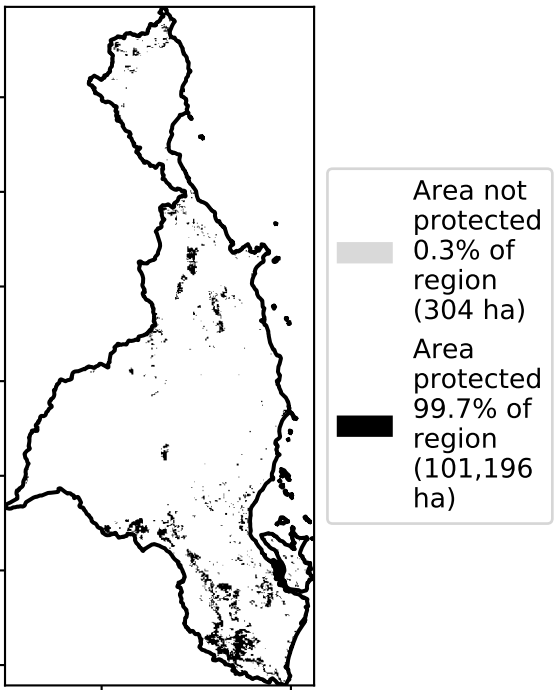 Area not
protected
0.3% of
region
(304 ha)
Area
protected
99.7% of
region
(101,196
ha)